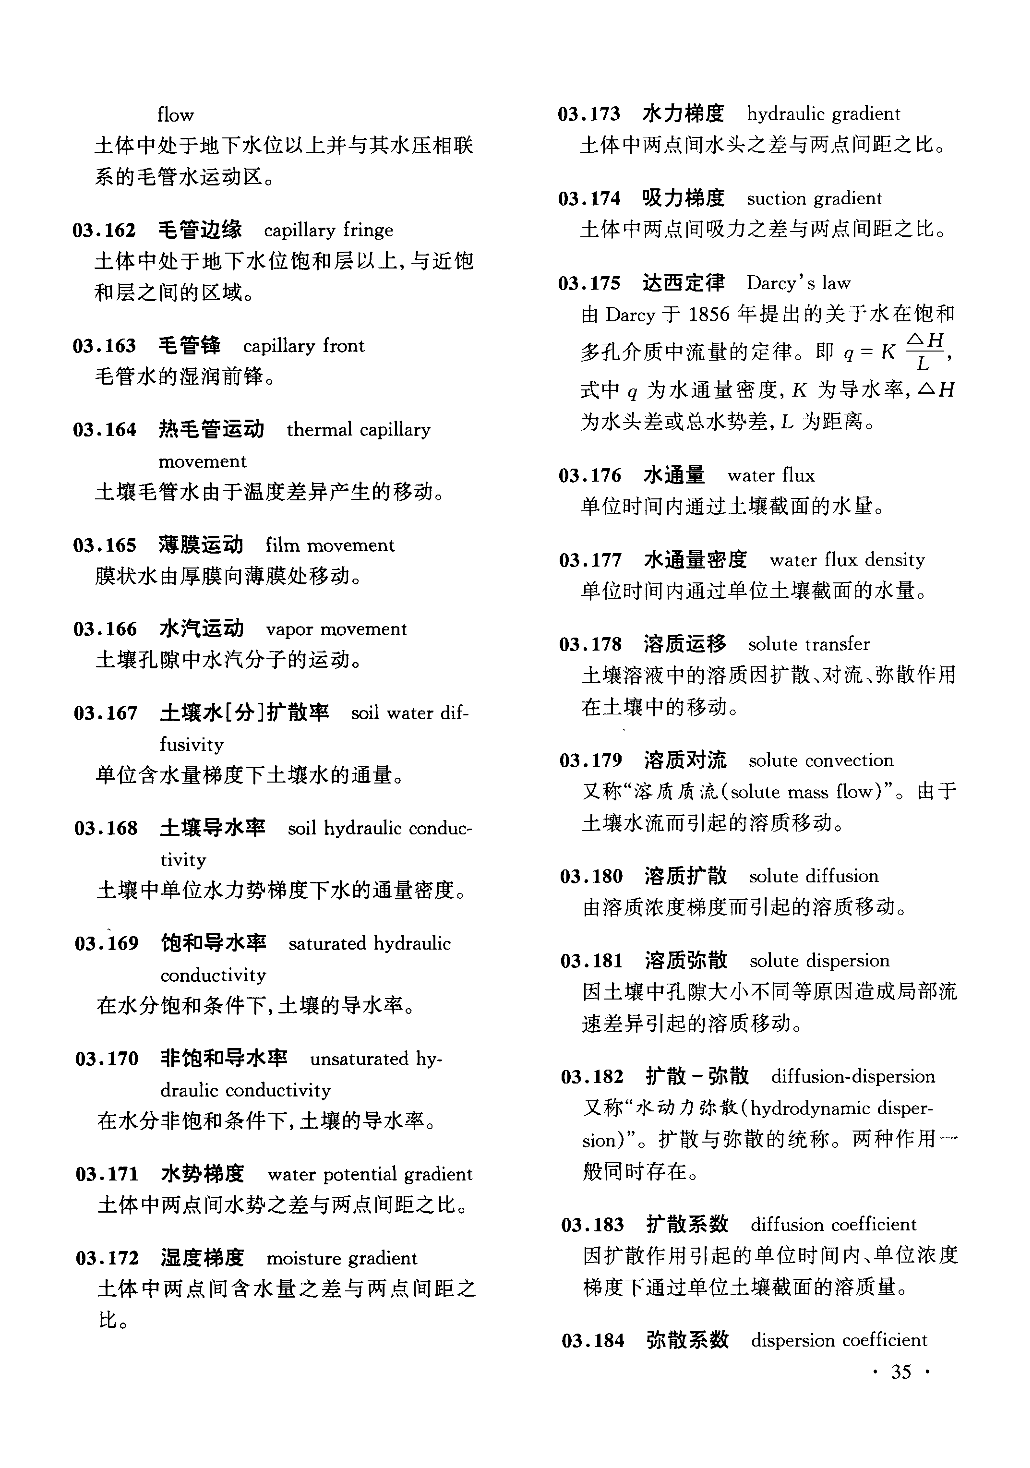 flow
土体中处于地下水位以上并与其水压相联
系的毛管水运动区。
03.162 毛管边缘 capillary fringe
土体中处于地下水位饱和层以上,与近饱
和层之间的区域。
03.163 毛管锋 capillary front
毛管水的湿润前锋。
03.164 热毛管运动 thermal capillary
movement
土壤毛管水由于温度差异产生的移动。
03.165 薄膜运动 film movement
膜状水由厚膜向薄膜处移动。
03.166 水汽运动 vapor movement
土壤孔隙中水汽分子的运动。
03.167 土壤水[分]扩散率 soil water dif-
fusivity
单位含水量梯度下土壤水的通量。
03.168 土壤导水率 soil hydraulic conduc-
tivity
土壤中单位水力势梯度下水的通量密度。
03.169 饱和导水率 saturated hydraulic
conductivity
在水分饱和条件下,土壤的导水率。
03.170 非饱和导水率 unsaturated hy-
draulic conductivity
在水分非饱和条件下,土壤的导水率。
03.171 水势梯度 water potential gradient
土体中两点间水势之差与两点间距之比。
03.172 湿度梯度 moisture gradient
土体中两点间含水量之差与两点间距之
比。
03.173 水力梯度 hydraulic gradient
土体中两点间水头之差与两点间距之比。
03.174 吸力梯度 suction gradient
土体中两点间吸力之差与两点间距之比。
03.175 达西定律 Darcy's law
由 Darcy 于 1856 年提出的关于水在饱和
多孔介质中流量的定律。即 q = K △H/L,
式中 q 为水通量密度, K 为导水率, △H
为水头差或总水势差, L 为距离。
03.176 水通量 water flux
单位时间内通过土壤截面的水量。
03.177 水通量密度 water flux density
单位时间内通过单位土壤截面的水量。
03.178 溶质运移 solute transfer
土壤溶液中的溶质因扩散、对流、弥散作用
在土壤中的移动。
03.179 溶质对流 solute convection
又称“溶质质流(solute mass flow)”。由于
土壤水流而引起的溶质移动。
03.180 溶质扩散 solute diffusion
由溶质浓度梯度而引起的溶质移动。
03.181 溶质弥散 solute dispersion
因土壤中孔隙大小不同等原因造成局部流
速差异引起的溶质移动。
03.182 扩散-弥散 diffusion-dispersion
又称“水动力弥散(hydrodynamic disper-
sion)”。扩散与弥散的统称。两种作用一
般同时存在。
03.183 扩散系数 diffusion coefficient
因扩散作用引起的单位时间内、单位浓度
梯度下通过单位土壤截面的溶质量。
03.184 弥散系数 dispersion coefficient
· 35 ·